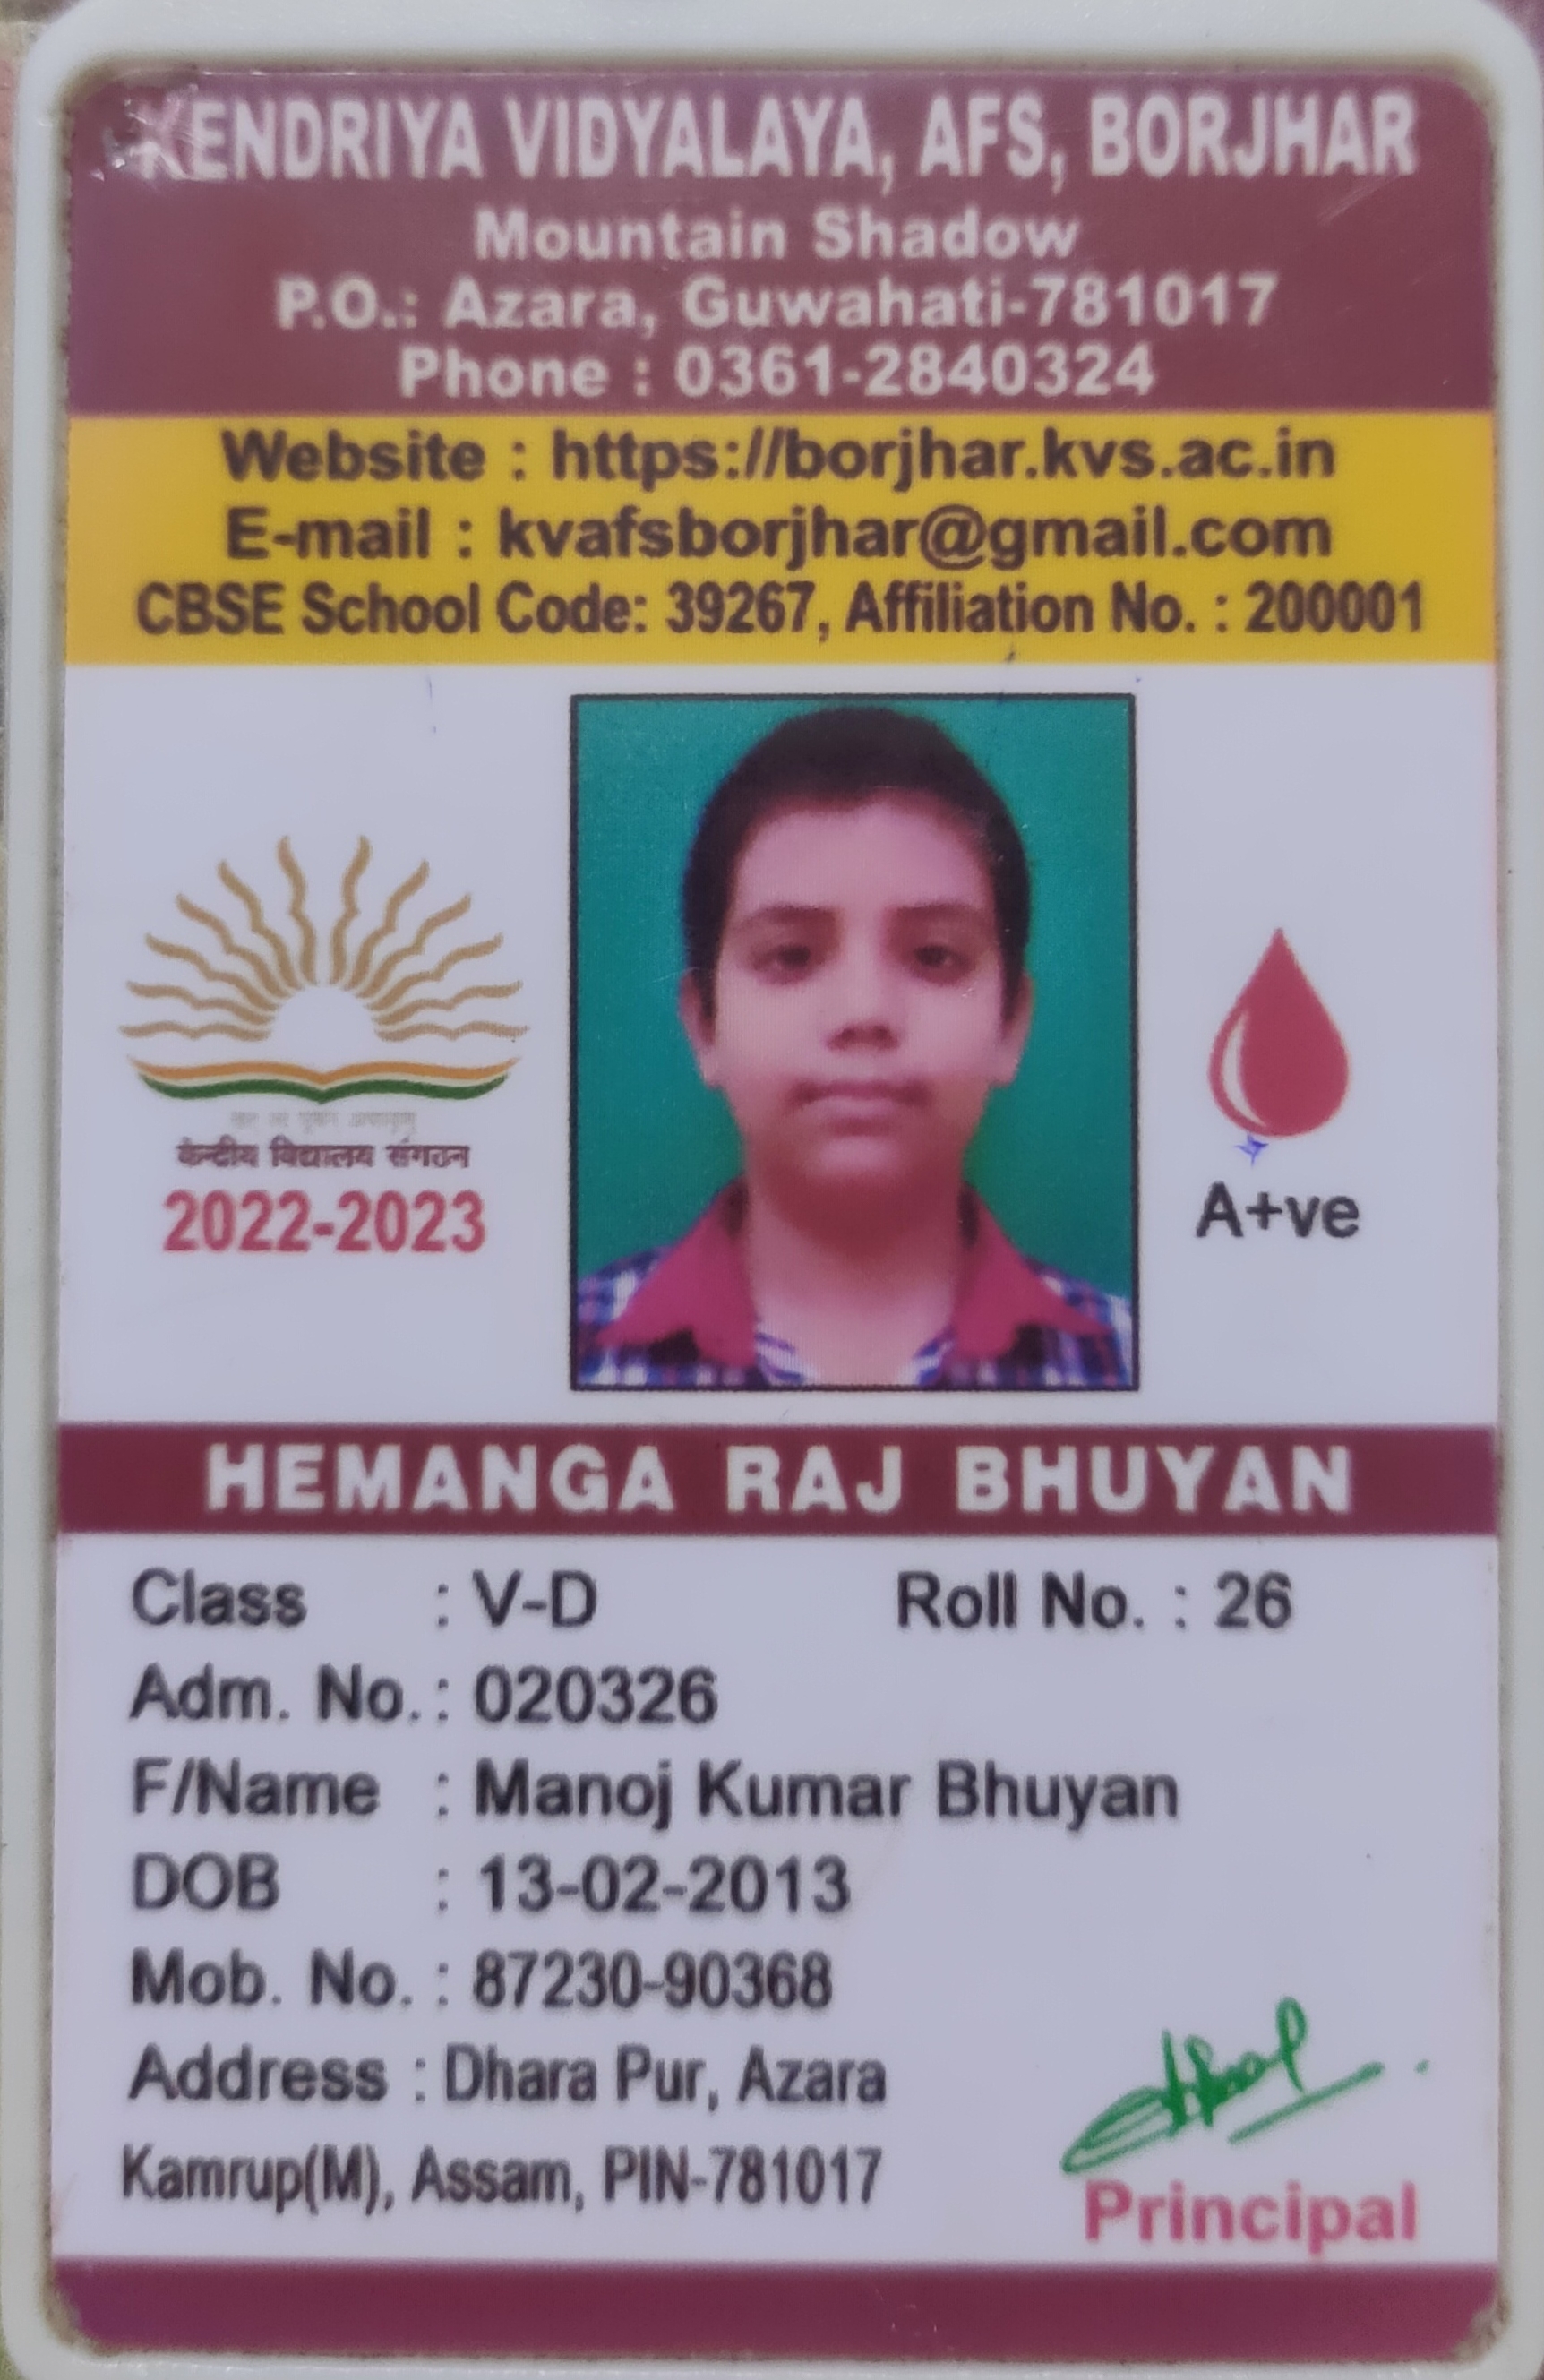 KENDRIYA VIDYALAYA, AFS, BORJHAR
Mountain Shadow
P.O.: Azara, Guwahati-781017
Phone : 0361-2840324
Website : https://borjhar.kvs.ac.in
E-mail : kvafsborjhar@gmail.com
CBSE School Code: 39267, Affiliation No. : 200001
केन्द्रीय विद्यालय संगठन
2022-2023
A+ve
HEMANGA RAJ BHUYAN
Class : V-D Roll No. : 26
Adm. No. : 020326
F/Name : Manoj Kumar Bhuyan
DOB : 13-02-2013
Mob. No. : 87230-90368
Address : Dhara Pur, Azara
Kamrup(M), Assam, PIN-781017
Principal